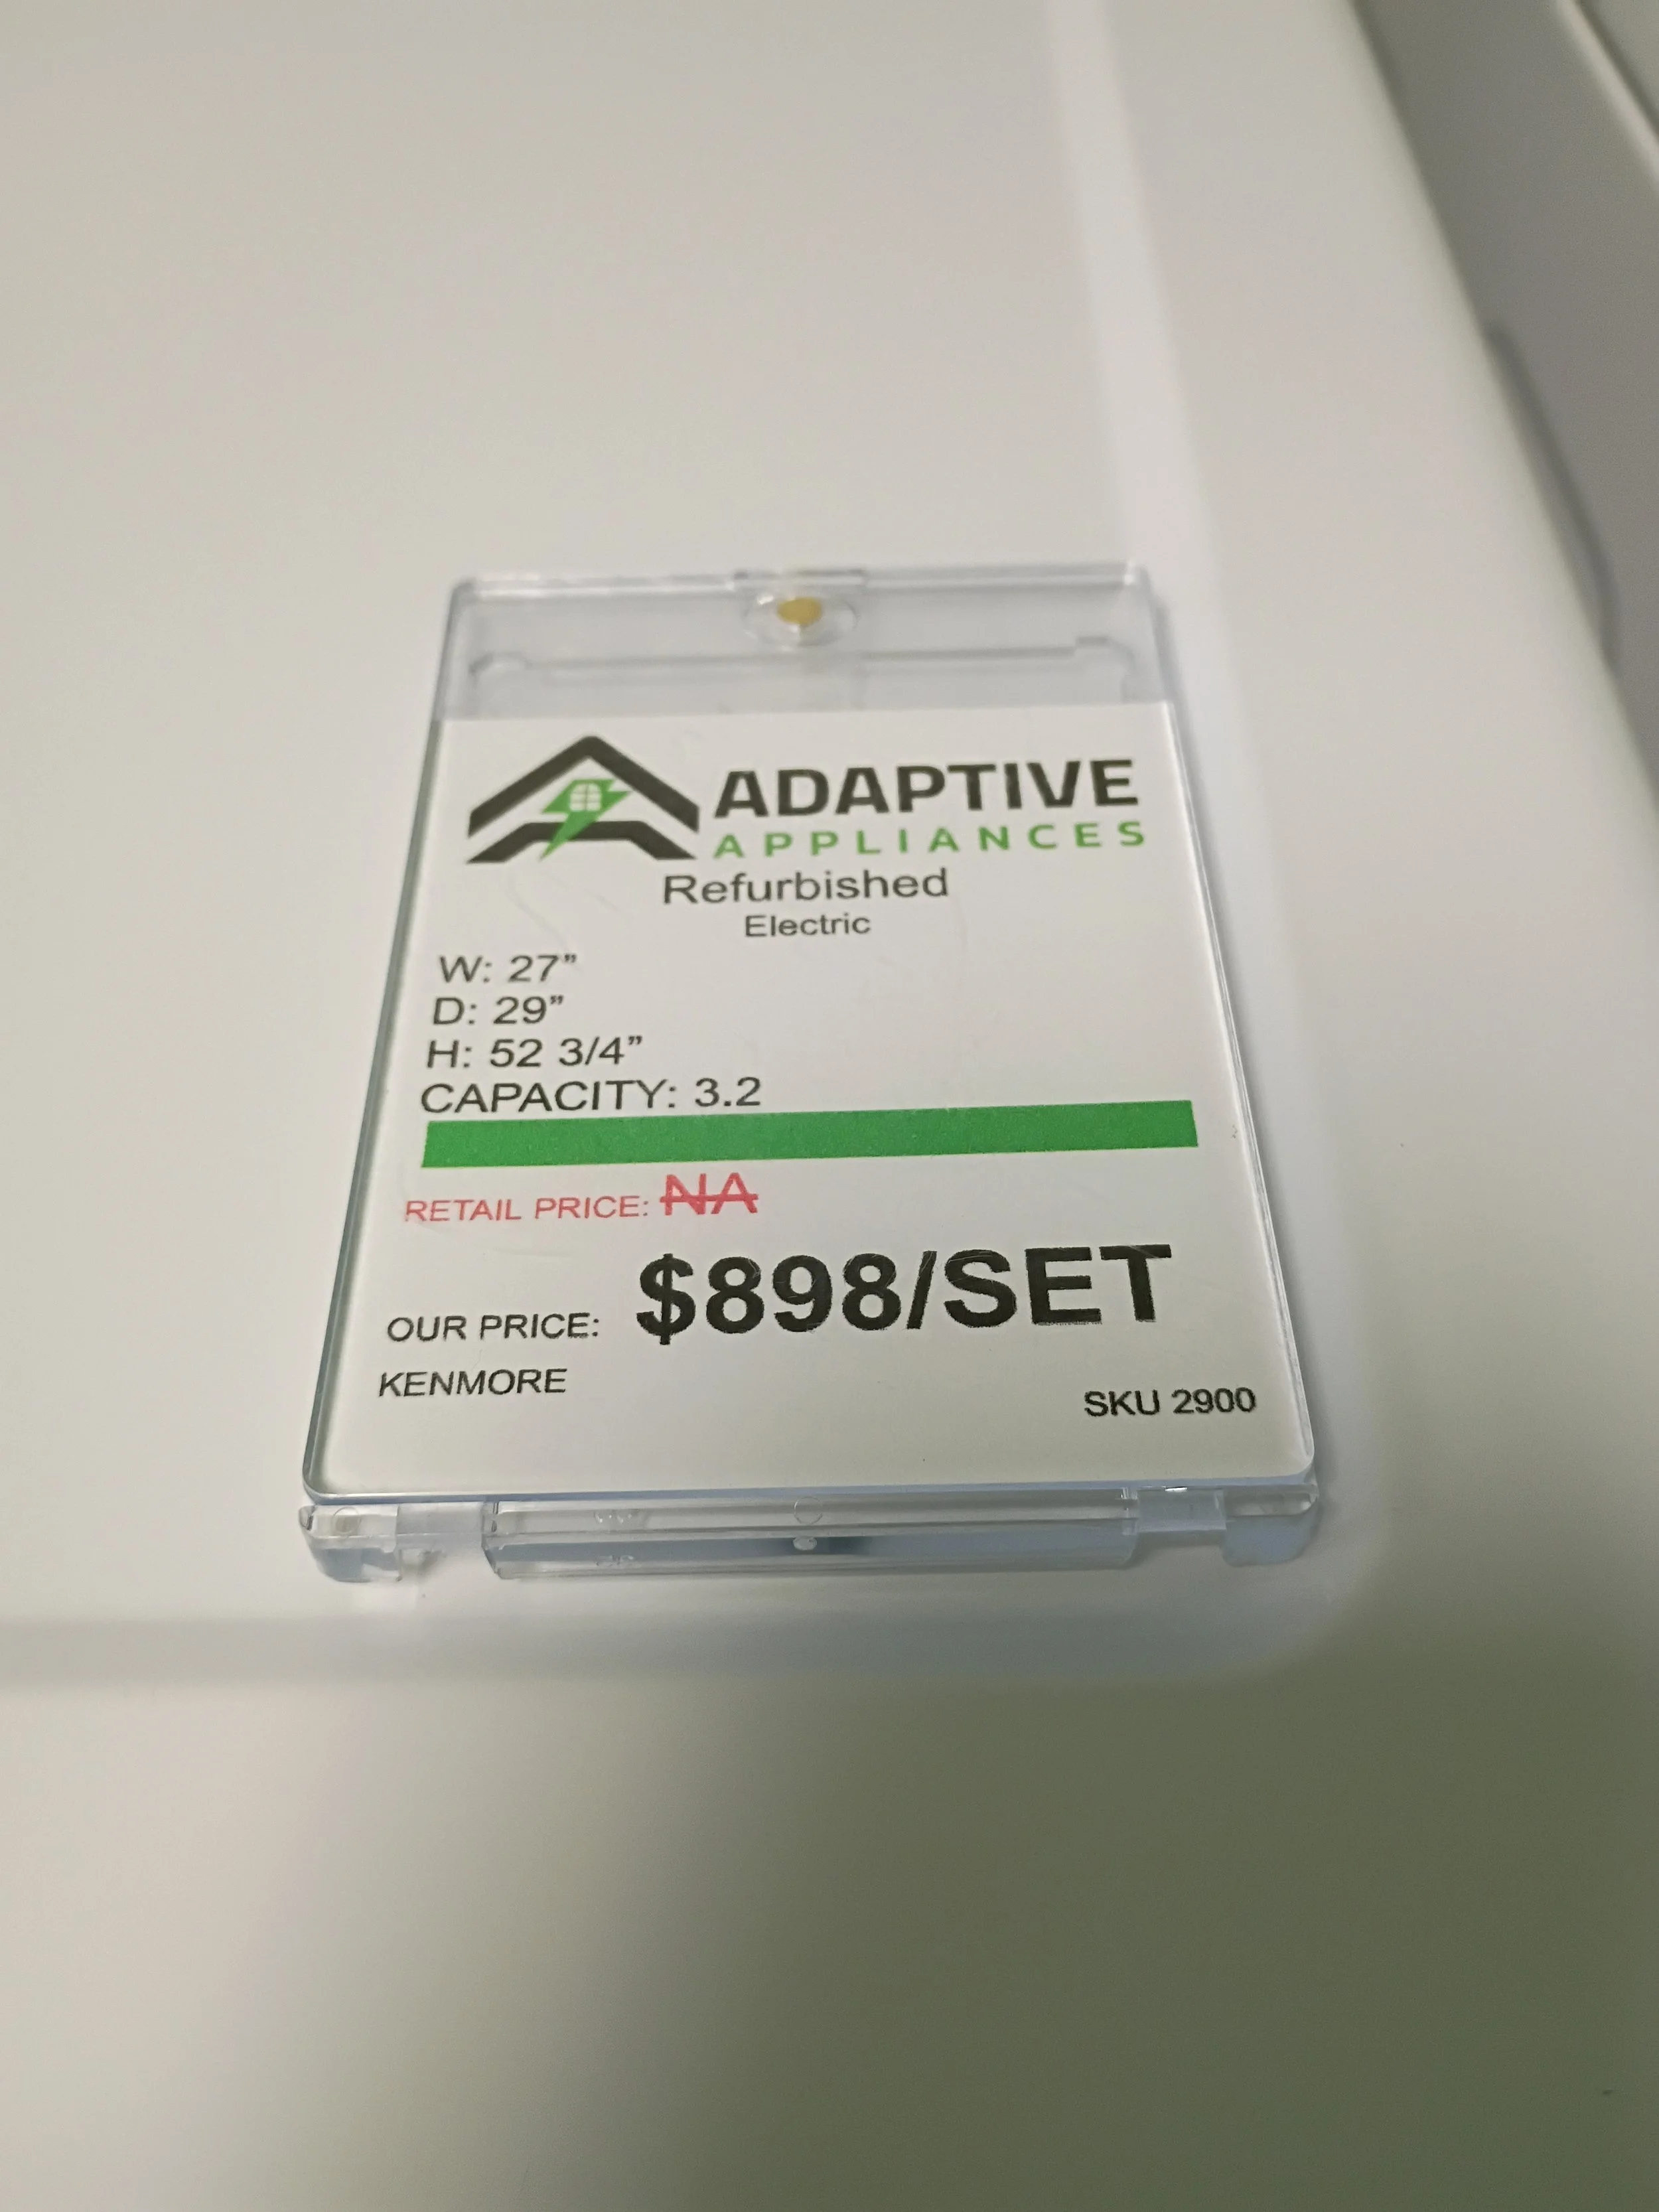 ADAPTIVE
APPLIANCES
Refurbished
Electric
W: 27”
D: 29”
H: 52 3/4”
CAPACITY: 3.2
RETAIL PRICE: NA
OUR PRICE: $898/SET
KENMORE
SKU 2900